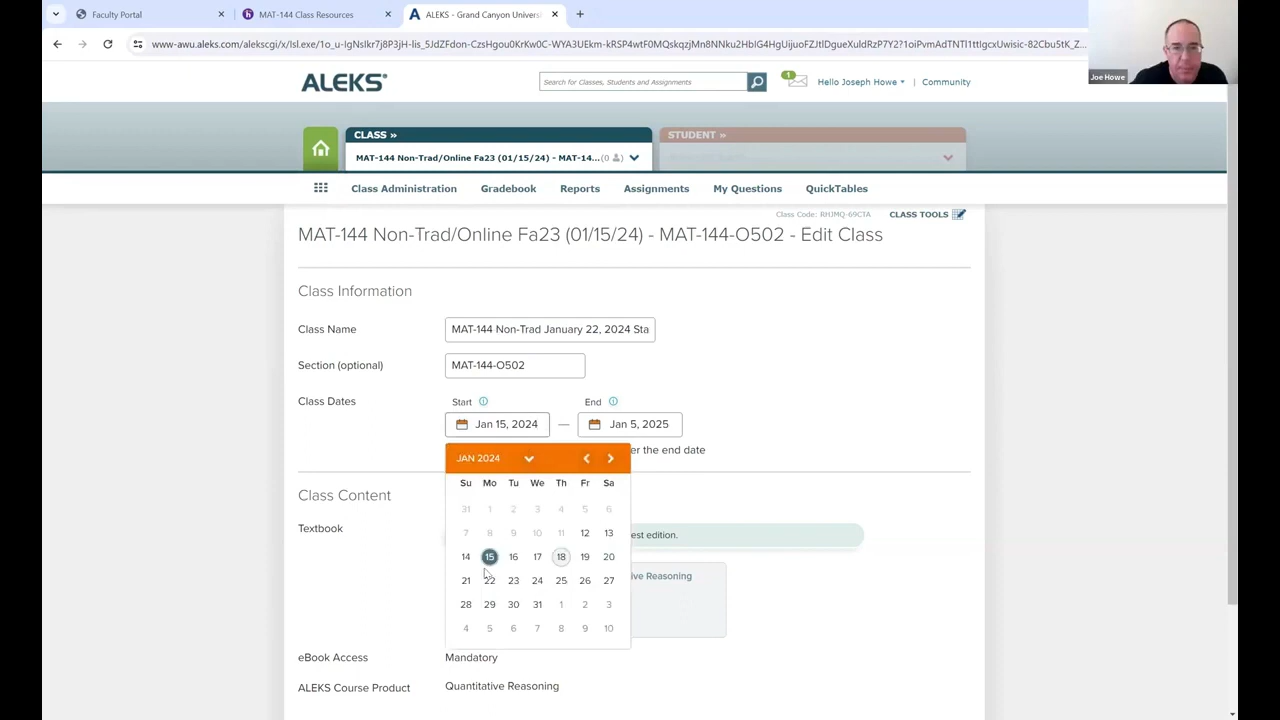 Faculty Portal
MAT-144 Class Resources
ALEKS - Grand Canyon Univers
ALEKS
Search for Classes, Students and Assignments
1
Hello Joseph Howe
Community
Joe Howe
CLASS »
STUDENT »
MAT-144 Non-Trad/Online Fa23 (01/15/24) - MAT-14... (0 )
Class Administration
Gradebook
Reports
Assignments
My Questions
QuickTables
Class Code: RHJMQ-69CTA
CLASS TOOLS
MAT-144 Non-Trad/Online Fa23 (01/15/24) - MAT-144-O502 - Edit Class
Class Information
Class Name
MAT-144 Non-Trad January 22, 2024 Sta
Section (optional)
MAT-144-O502
Class Dates
Start
End
Jan 15, 2024 — Jan 5, 2025
er the end date
JAN 2024
Su Mo Tu We Th Fr Sa
31 1 2 3 4 5 6
7 8 9 10 11 12 13
14 15 16 17 18 19 20
21 22 23 24 25 26 27
28 29 30 31 1 2 3
4 5 6 7 8 9 10
Class Content
Textbook
est edition.
ive Reasoning
eBook Access
Mandatory
ALEKS Course Product
Quantitative Reasoning